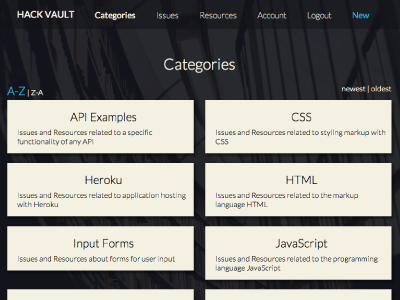 HACK VAULT Categories Issues Resources Account Logout New
Categories
A-Z | Z-A newest | oldest
API Examples
Issues and Resources related to a specific
functionality of any API
CSS
Issues and Resources related to styling markup with
CSS
Heroku
Issues and Resources related to application hosting
with Heroku
HTML
Issues and Resources related to the markup
language HTML
Input Forms
Issues and Resources about forms for user input
JavaScript
Issues and Resources related to the programming
language JavaScript